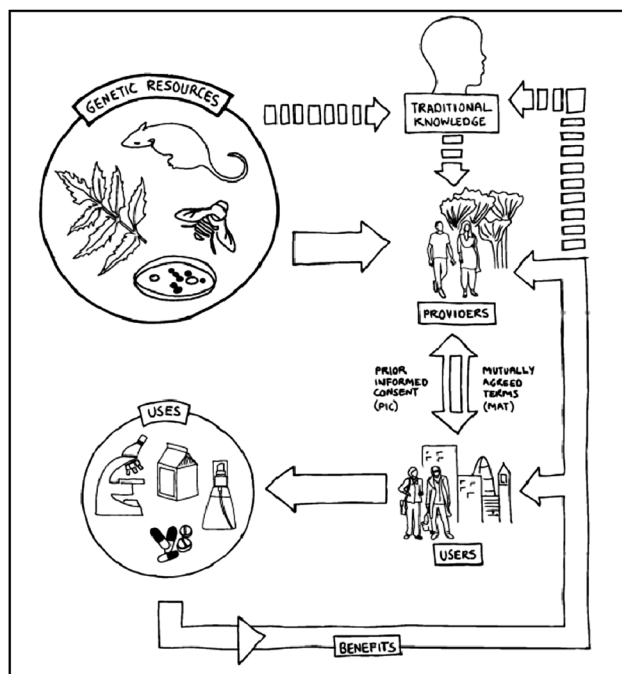 GENETIC RESOURCES
TRADITIONAL
KNOWLEDGE
PROVIDERS
PRIOR
INFORMED
CONSENT
(PIC)
MUTUALLY
AGREED
TERMS
(MAT)
USES
USERS
BENEFITS